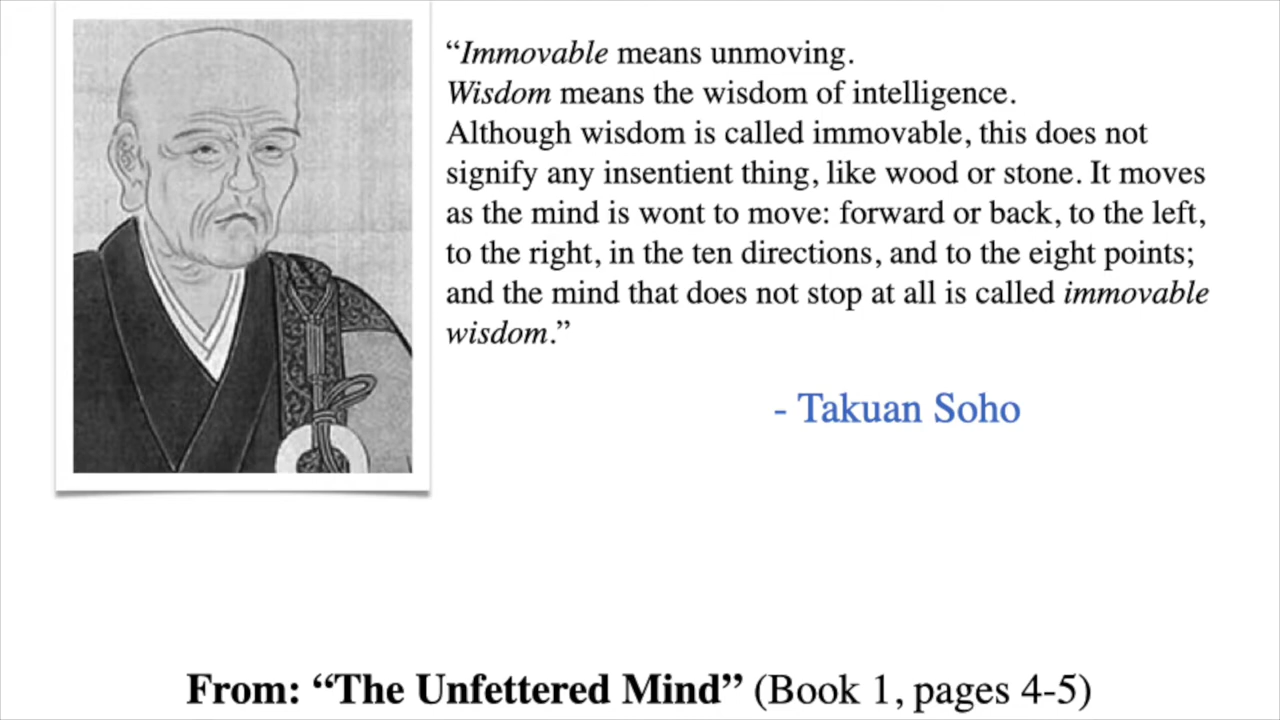 “Immovable means unmoving.
Wisdom means the wisdom of intelligence.
Although wisdom is called immovable, this does not
signify any insentient thing, like wood or stone. It moves
as the mind is wont to move: forward or back, to the left,
to the right, in the ten directions, and to the eight points;
and the mind that does not stop at all is called immovable
wisdom.”
- Takuan Soho
From: “The Unfettered Mind” (Book 1, pages 4-5)